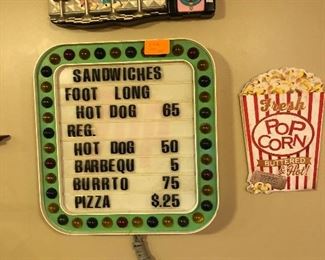 SANDWICHES
FOOT LONG
HOT DOG 65
REG.
HOT DOG 50
BARBEQU 5
BURRTO 75
PIZZA $.25
Fresh
POP
CORN
BUTTERED
& Hot!